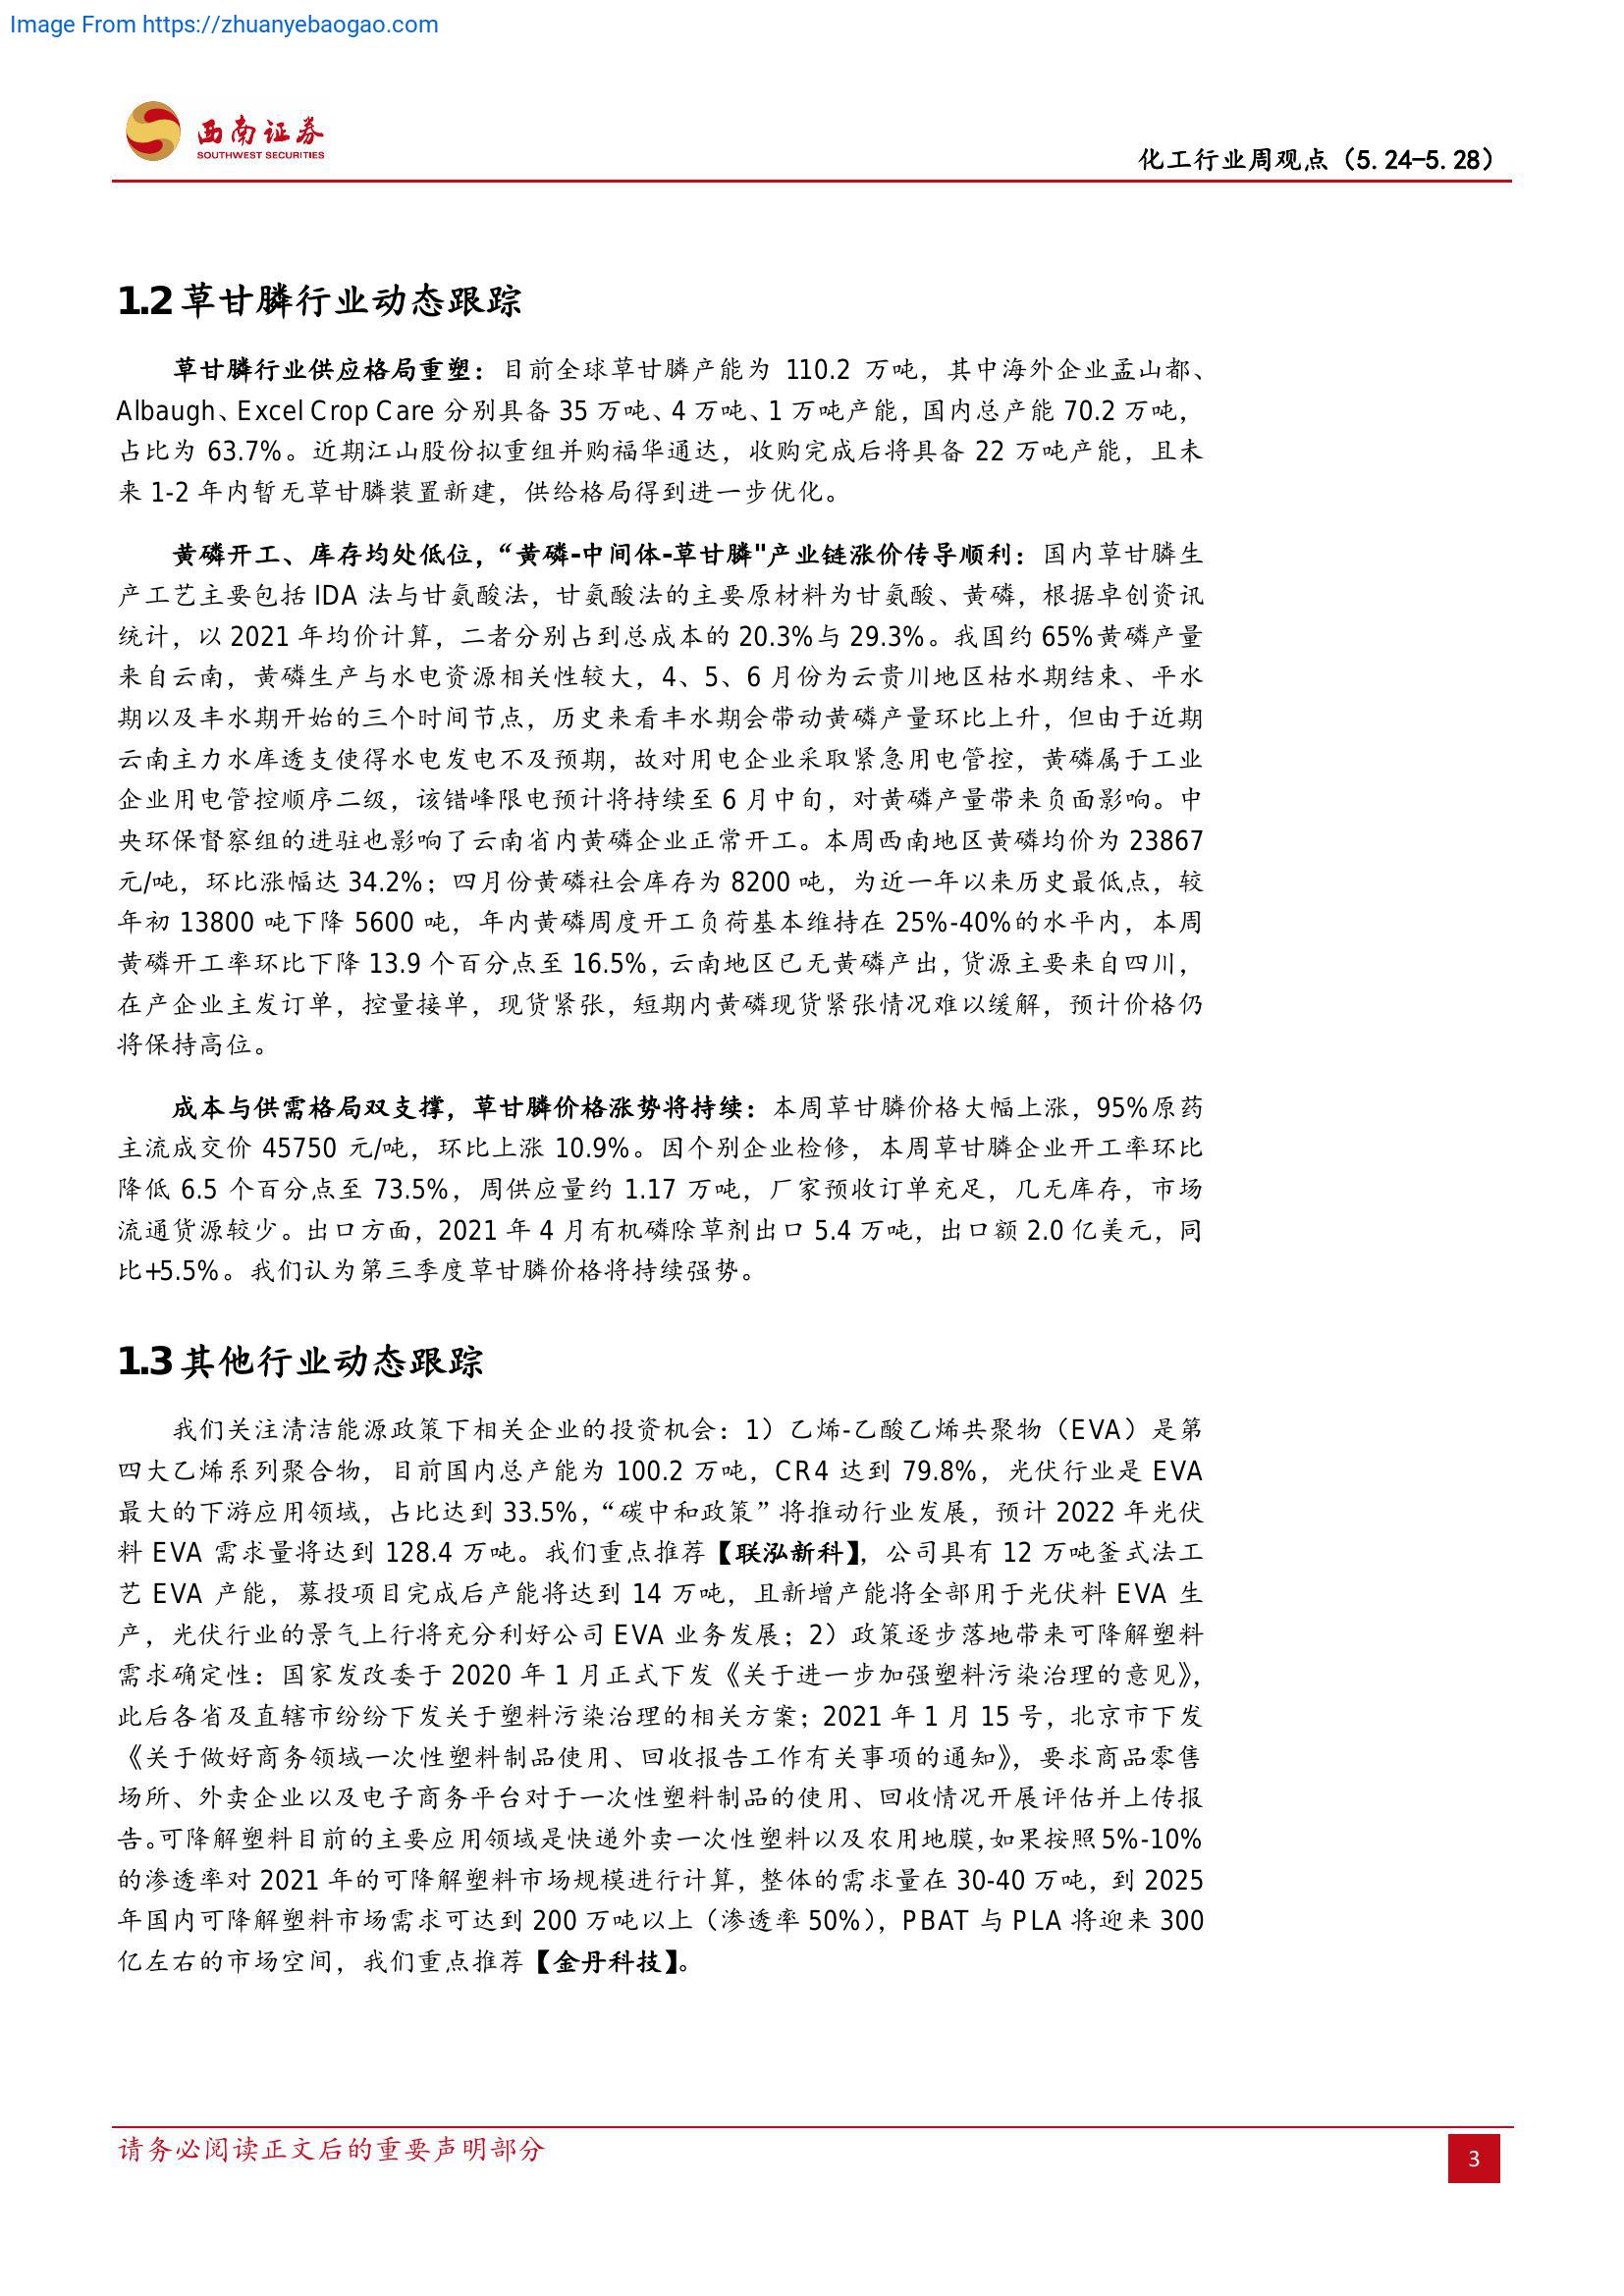 Image From https://zhuanyebaogao.com
西南证券
SOUTHWEST SECURITIES
化工行业周观点（5. 24-5. 28）
1.2 草甘膦行业动态跟踪
草甘膦行业供应格局重塑：目前全球草甘膦产能为 110.2 万吨，其中海外企业孟山都、
Albaugh、Excel Crop Care 分别具备 35 万吨、4 万吨、1 万吨产能，国内总产能 70.2 万吨，
占比为 63.7%。近期江山股份拟重组并购福华通达，收购完成后将具备 22 万吨产能，且未
来 1-2 年内暂无草甘膦装置新建，供给格局得到进一步优化。
黄磷开工、库存均处低位，“黄磷-中间体-草甘膦"产业链涨价传导顺利：国内草甘膦生
产工艺主要包括 IDA 法与甘氨酸法，甘氨酸法的主要原材料为甘氨酸、黄磷，根据卓创资讯
统计，以 2021 年均价计算，二者分别占到总成本的 20.3%与 29.3%。我国约 65%黄磷产量
来自云南，黄磷生产与水电资源相关性较大，4、5、6 月份为云贵川地区枯水期结束、平水
期以及丰水期开始的三个时间节点，历史来看丰水期会带动黄磷产量环比上升，但由于近期
云南主力水库透支使得水电发电不及预期，故对用电企业采取紧急用电管控，黄磷属于工业
企业用电管控顺序二级，该错峰限电预计将持续至 6 月中旬，对黄磷产量带来负面影响。中
央环保督察组的进驻也影响了云南省内黄磷企业正常开工。本周西南地区黄磷均价为 23867
元/吨，环比涨幅达 34.2%；四月份黄磷社会库存为 8200 吨，为近一年以来历史最低点，较
年初 13800 吨下降 5600 吨，年内黄磷周度开工负荷基本维持在 25%-40%的水平内，本周
黄磷开工率环比下降 13.9 个百分点至 16.5%，云南地区已无黄磷产出，货源主要来自四川，
在产企业主发订单，控量接单，现货紧张，短期内黄磷现货紧张情况难以缓解，预计价格仍
将保持高位。
成本与供需格局双支撑，草甘膦价格涨势将持续：本周草甘膦价格大幅上涨，95%原药
主流成交价 45750 元/吨，环比上涨 10.9%。因个别企业检修，本周草甘膦企业开工率环比
降低 6.5 个百分点至 73.5%，周供应量约 1.17 万吨，厂家预收订单充足，几无库存，市场
流通货源较少。出口方面，2021 年 4 月有机磷除草剂出口 5.4 万吨，出口额 2.0 亿美元，同
比+5.5%。我们认为第三季度草甘膦价格将持续强势。
1.3 其他行业动态跟踪
我们关注清洁能源政策下相关企业的投资机会：1）乙烯-乙酸乙烯共聚物（EVA）是第
四大乙烯系列聚合物，目前国内总产能为 100.2 万吨，CR4 达到 79.8%，光伏行业是 EVA
最大的下游应用领域，占比达到 33.5%，“碳中和政策”将推动行业发展，预计 2022 年光伏
料 EVA 需求量将达到 128.4 万吨。我们重点推荐【联泓新科】，公司具有 12 万吨釜式法工
艺 EVA 产能，募投项目完成后产能将达到 14 万吨，且新增产能将全部用于光伏料 EVA 生
产，光伏行业的景气上行将充分利好公司 EVA 业务发展；2）政策逐步落地带来可降解塑料
需求确定性：国家发改委于 2020 年 1 月正式下发《关于进一步加强塑料污染治理的意见》，
此后各省及直辖市纷纷下发关于塑料污染治理的相关方案；2021 年 1 月 15 号，北京市下发
《关于做好商务领域一次性塑料制品使用、回收报告工作有关事项的通知》，要求商品零售
场所、外卖企业以及电子商务平台对于一次性塑料制品的使用、回收情况开展评估并上传报
告。可降解塑料目前的主要应用领域是快递外卖一次性塑料以及农用地膜，如果按照 5%-10%
的渗透率对 2021 年的可降解塑料市场规模进行计算，整体的需求量在 30-40 万吨，到 2025
年国内可降解塑料市场需求可达到 200 万吨以上（渗透率 50%），PBAT 与 PLA 将迎来 300
亿左右的市场空间，我们重点推荐【金丹科技】。
请务必阅读正文后的重要声明部分
3